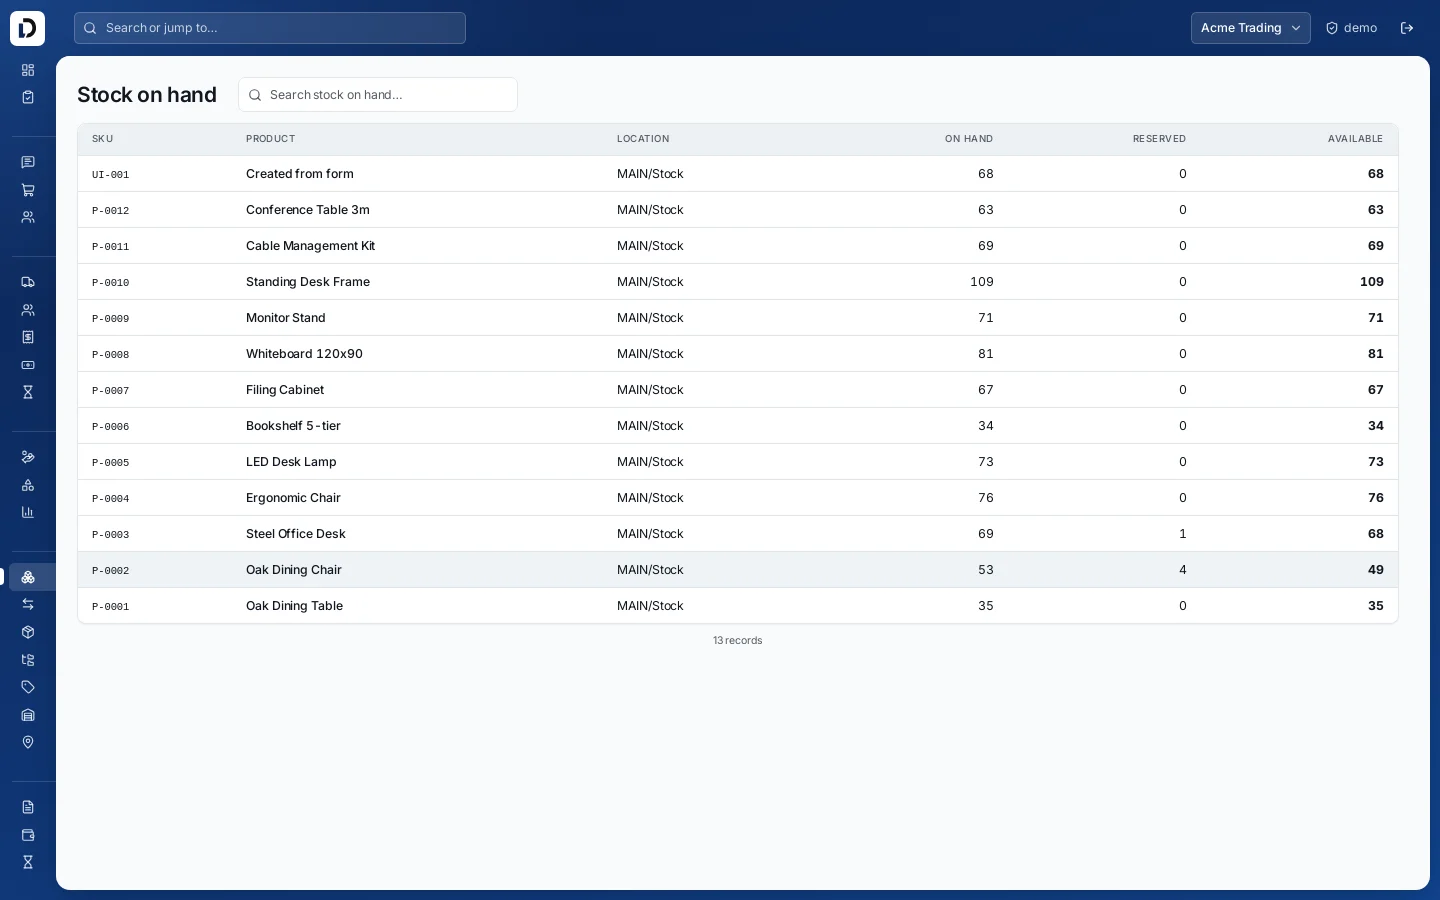 Search or jump to...
Acme Trading
demo
Stock on hand
Search stock on hand...
SKU PRODUCT LOCATION ON HAND RESERVED AVAILABLE
UI-001 Created from form MAIN/Stock 68 0 68
P-0012 Conference Table 3m MAIN/Stock 63 0 63
P-0011 Cable Management Kit MAIN/Stock 69 0 69
P-0010 Standing Desk Frame MAIN/Stock 109 0 109
P-0009 Monitor Stand MAIN/Stock 71 0 71
P-0008 Whiteboard 120x90 MAIN/Stock 81 0 81
P-0007 Filing Cabinet MAIN/Stock 67 0 67
P-0006 Bookshelf 5-tier MAIN/Stock 34 0 34
P-0005 LED Desk Lamp MAIN/Stock 73 0 73
P-0004 Ergonomic Chair MAIN/Stock 76 0 76
P-0003 Steel Office Desk MAIN/Stock 69 1 68
P-0002 Oak Dining Chair MAIN/Stock 53 4 49
P-0001 Oak Dining Table MAIN/Stock 35 0 35
13 records